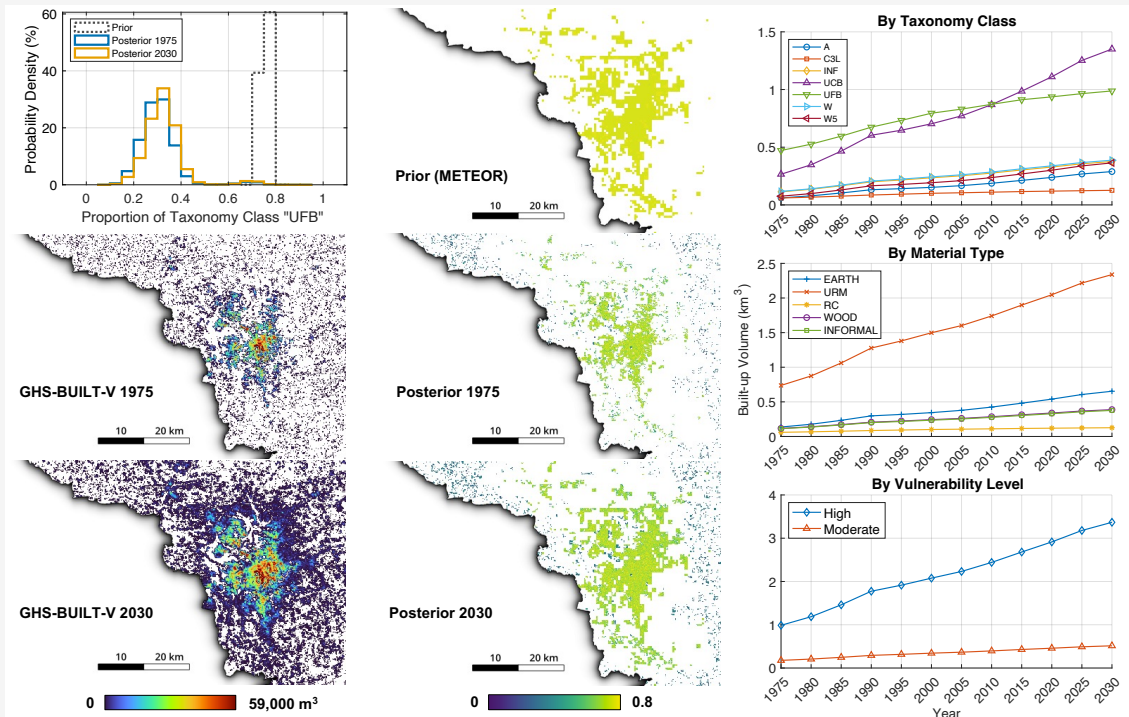 60
40
20
0
Probability Density (%)
Prior
Posterior 1975
Posterior 2030
0
0.2
0.4
0.6
0.8
1
Proportion of Taxonomy Class "UFB"
Prior (METEOR)
10 20 km
GHS-BUILT-V 1975
10 20 km
Posterior 1975
10 20 km
GHS-BUILT-V 2030
10 20 km
Posterior 2030
10 20 km
0 59,000 m³
0 0.8
By Taxonomy Class
1.5
1
0.5
0
A
C3L
INF
UCB
UFB
W
W5
1975 1980 1985 1990 1995 2000 2005 2010 2015 2020 2025 2030
By Material Type
2.5
2
1.5
1
0.5
0
Built-up Volume (km³)
EARTH
URM
RC
WOOD
INFORMAL
1975 1980 1985 1990 1995 2000 2005 2010 2015 2020 2025 2030
By Vulnerability Level
4
3
2
1
0
High
Moderate
1975 1980 1985 1990 1995 2000 2005 2010 2015 2020 2025 2030
Year